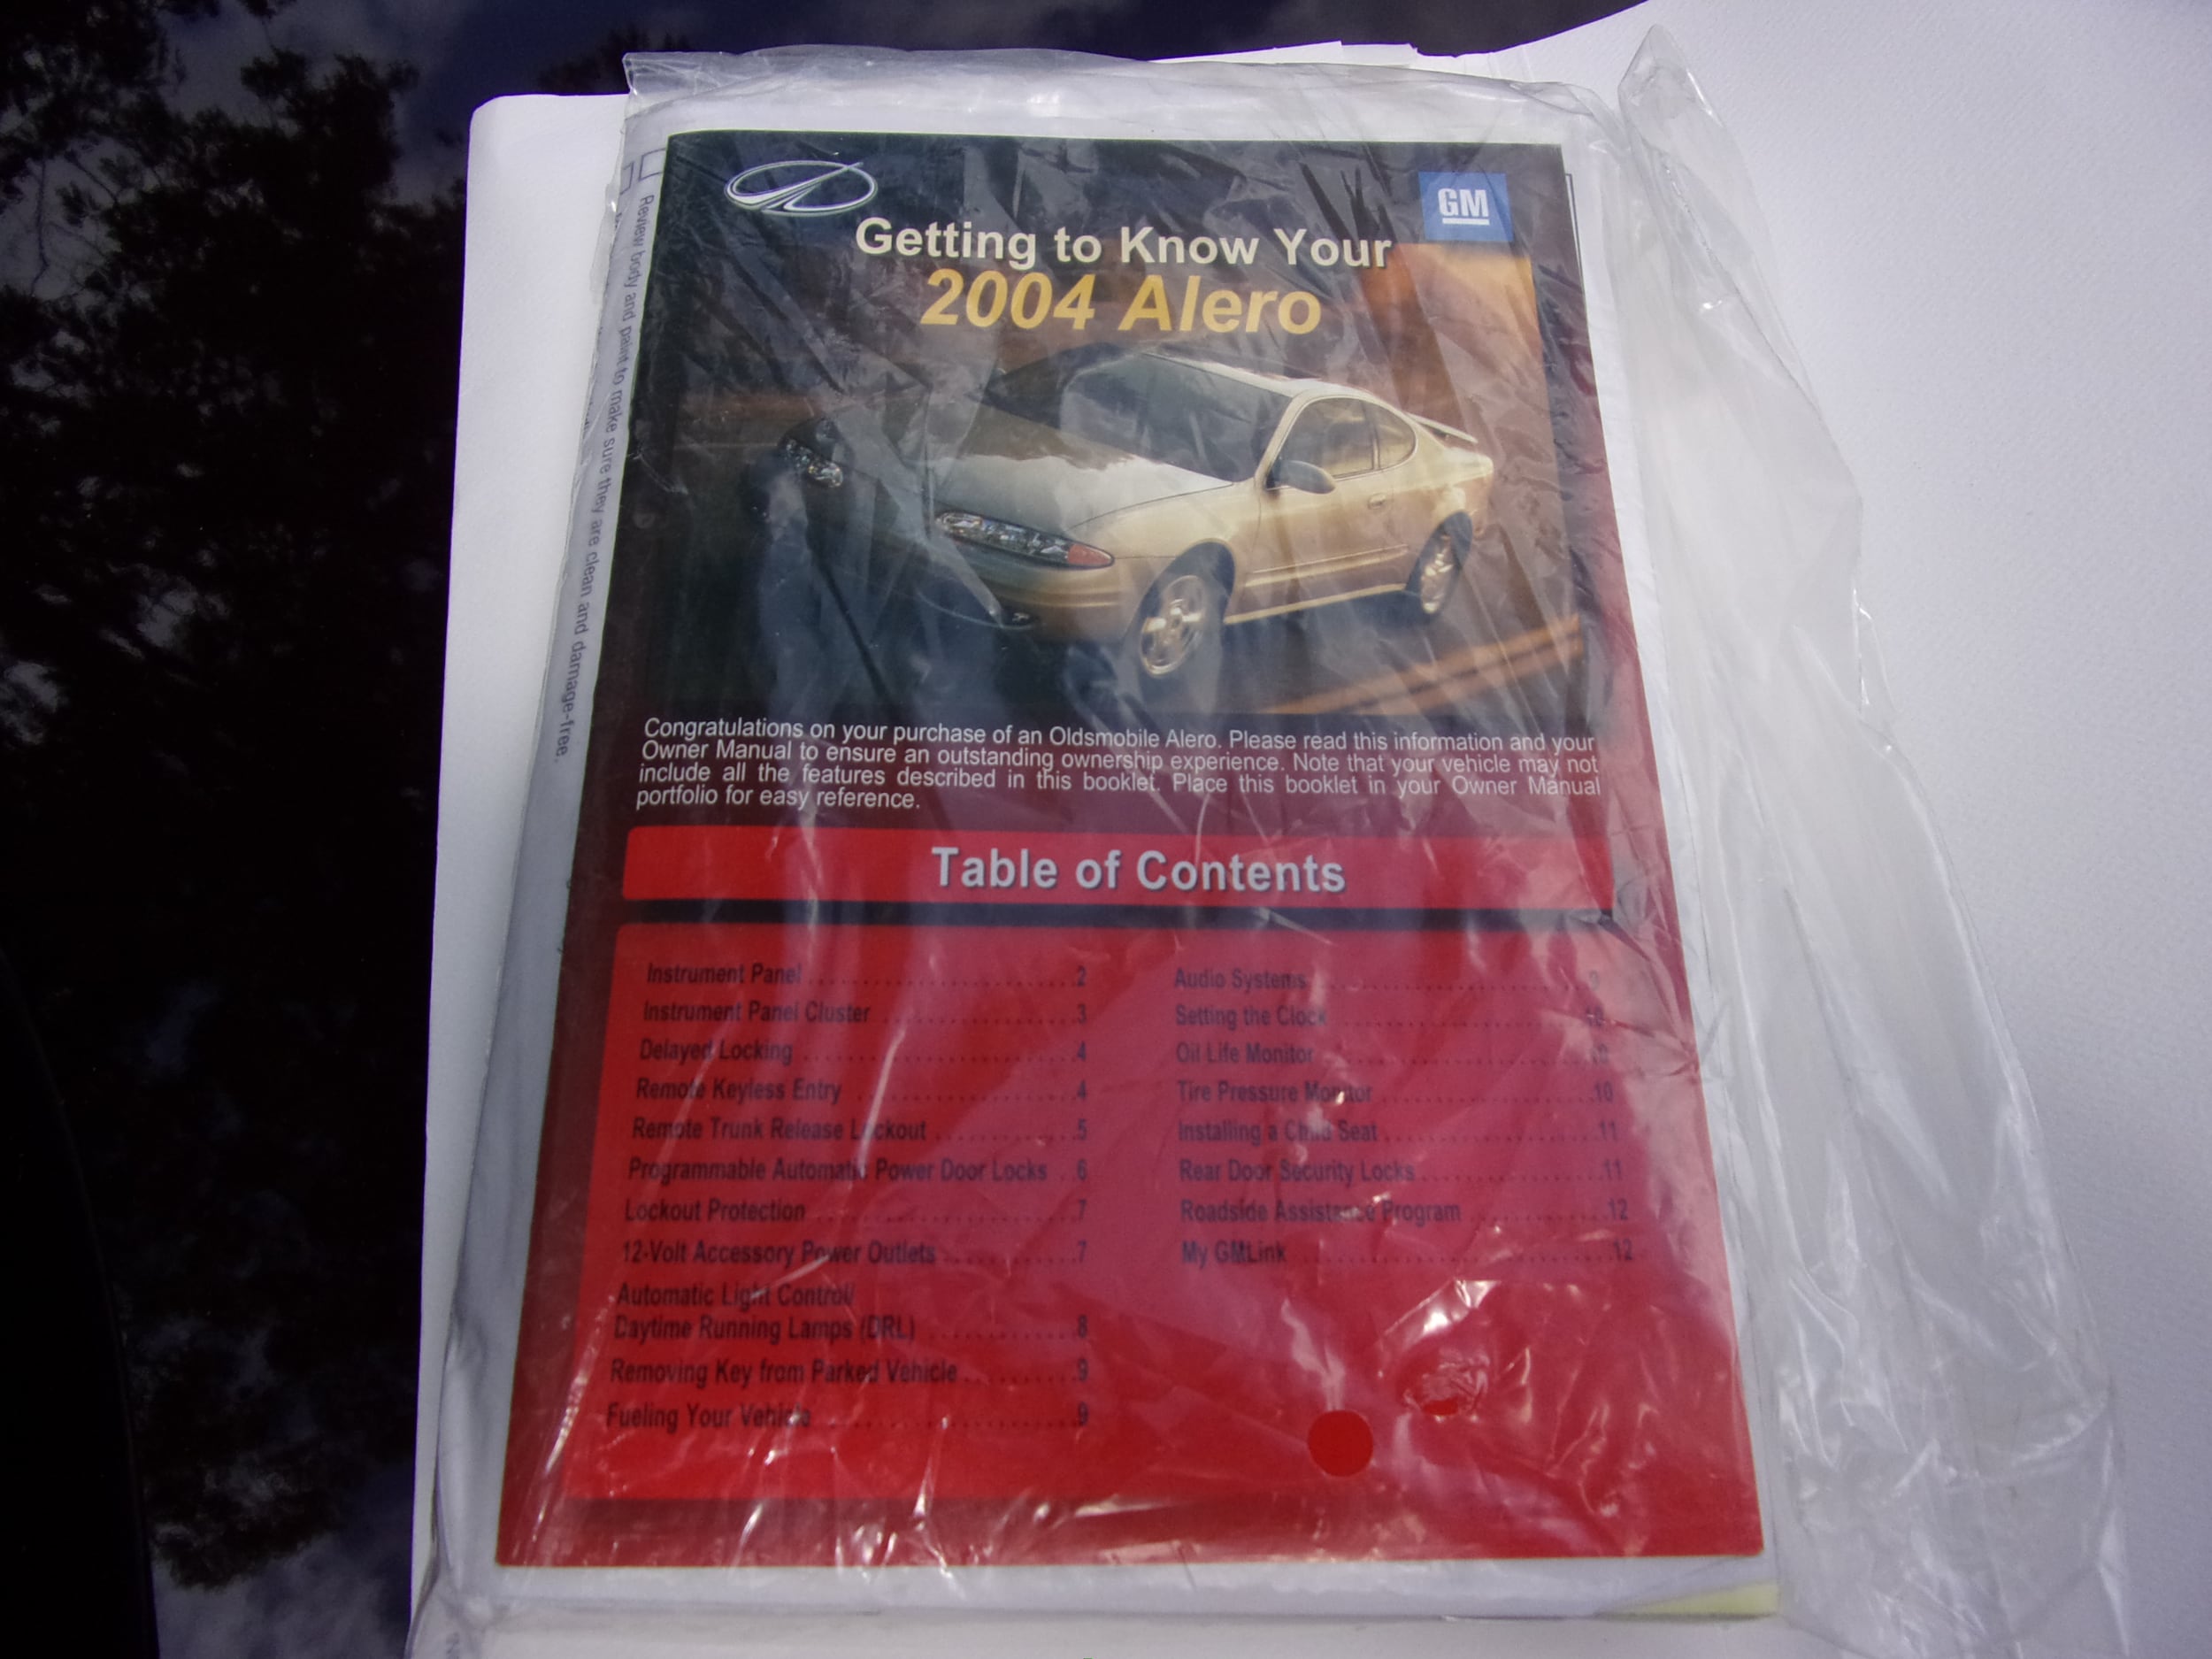 GM
Getting to Know Your
2004 Alero
Review body and paint to make sure they are clean and damage-free.
Congratulations on your purchase of an Oldsmobile Alero. Please read this information and your
Owner Manual to ensure an outstanding ownership experience. Note that your vehicle may not
include all the features described in this booklet. Place this booklet in your Owner Manual
portfolio for easy reference.
Table of Contents
Instrument Panel 2
Instrument Panel Cluster 3
Delayed Locking 4
Remote Keyless Entry 4
Remote Trunk Release Lockout 5
Programmable Automatic Power Door Locks 6
Lockout Protection 7
12-Volt Accessory Power Outlets 7
Automatic Light Control/
Daytime Running Lamps (DRL) 8
Removing Key from Parked Vehicle 9
Fueling Your Vehicle 9
Audio Systems
Setting the Clock
Oil Life Monitor 10
Tire Pressure Monitor 10
Installing a Child Seat 11
Rear Door Security Locks 11
Roadside Assistance Program 12
My GMLink 12